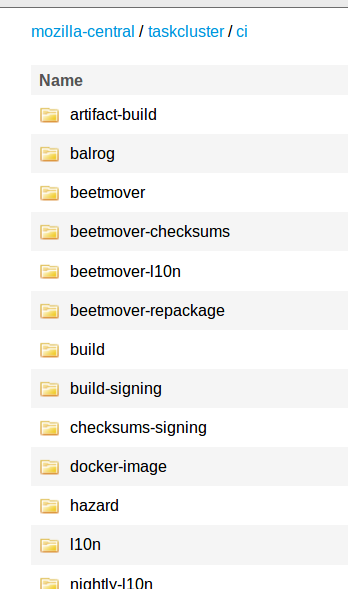 mozilla-central / taskcluster / ci
Name
artifact-build
balrog
beetmover
beetmover-checksums
beetmover-l10n
beetmover-repackage
build
build-signing
checksums-signing
docker-image
hazard
l10n
nightly-l10n